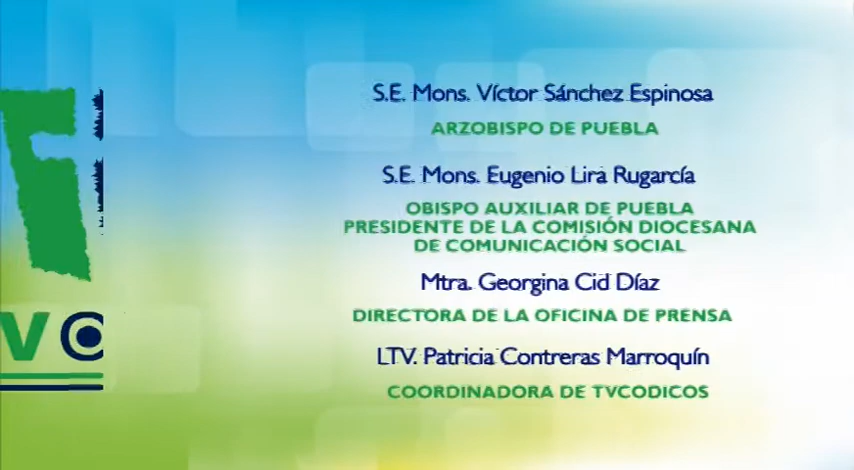 S.E. Mons. Víctor Sánchez Espinosa
ARZOBISPO DE PUEBLA
S.E. Mons. Eugenio Lira Rugarcía
OBISPO AUXILIAR DE PUEBLA
PRESIDENTE DE LA COMISIÓN DIOCESANA
DE COMUNICACIÓN SOCIAL
Mtra. Georgina Cid Díaz
DIRECTORA DE LA OFICINA DE PRENSA
LTV. Patricia Contreras Marroquín
COORDINADORA DE TVCODICOS
VC